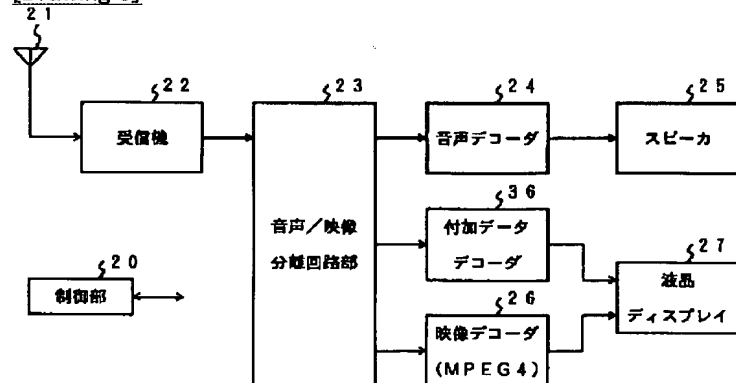 21
22
受信機
23
音声／映像
分離回路部
24
音声デコーダ
25
スピーカ
36
付加データ
デコーダ
27
液晶
ディスプレイ
20
制御部
26
映像デコーダ
(MPEG4)